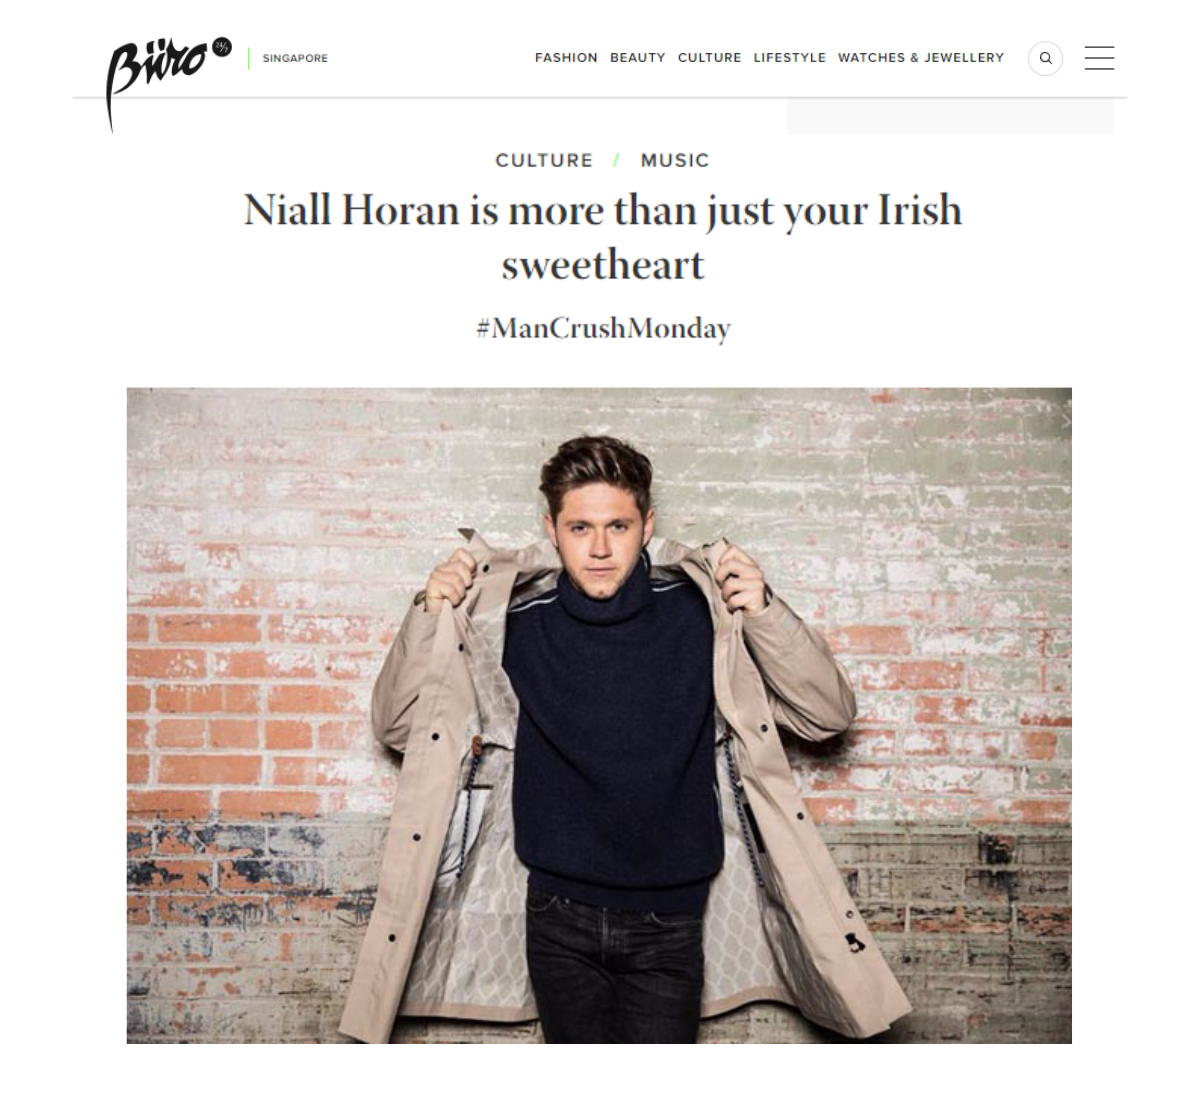 Büro 24/7
SINGAPORE
FASHION BEAUTY CULTURE LIFESTYLE WATCHES & JEWELLERY
CULTURE / MUSIC
Niall Horan is more than just your Irish
sweetheart
#ManCrushMonday